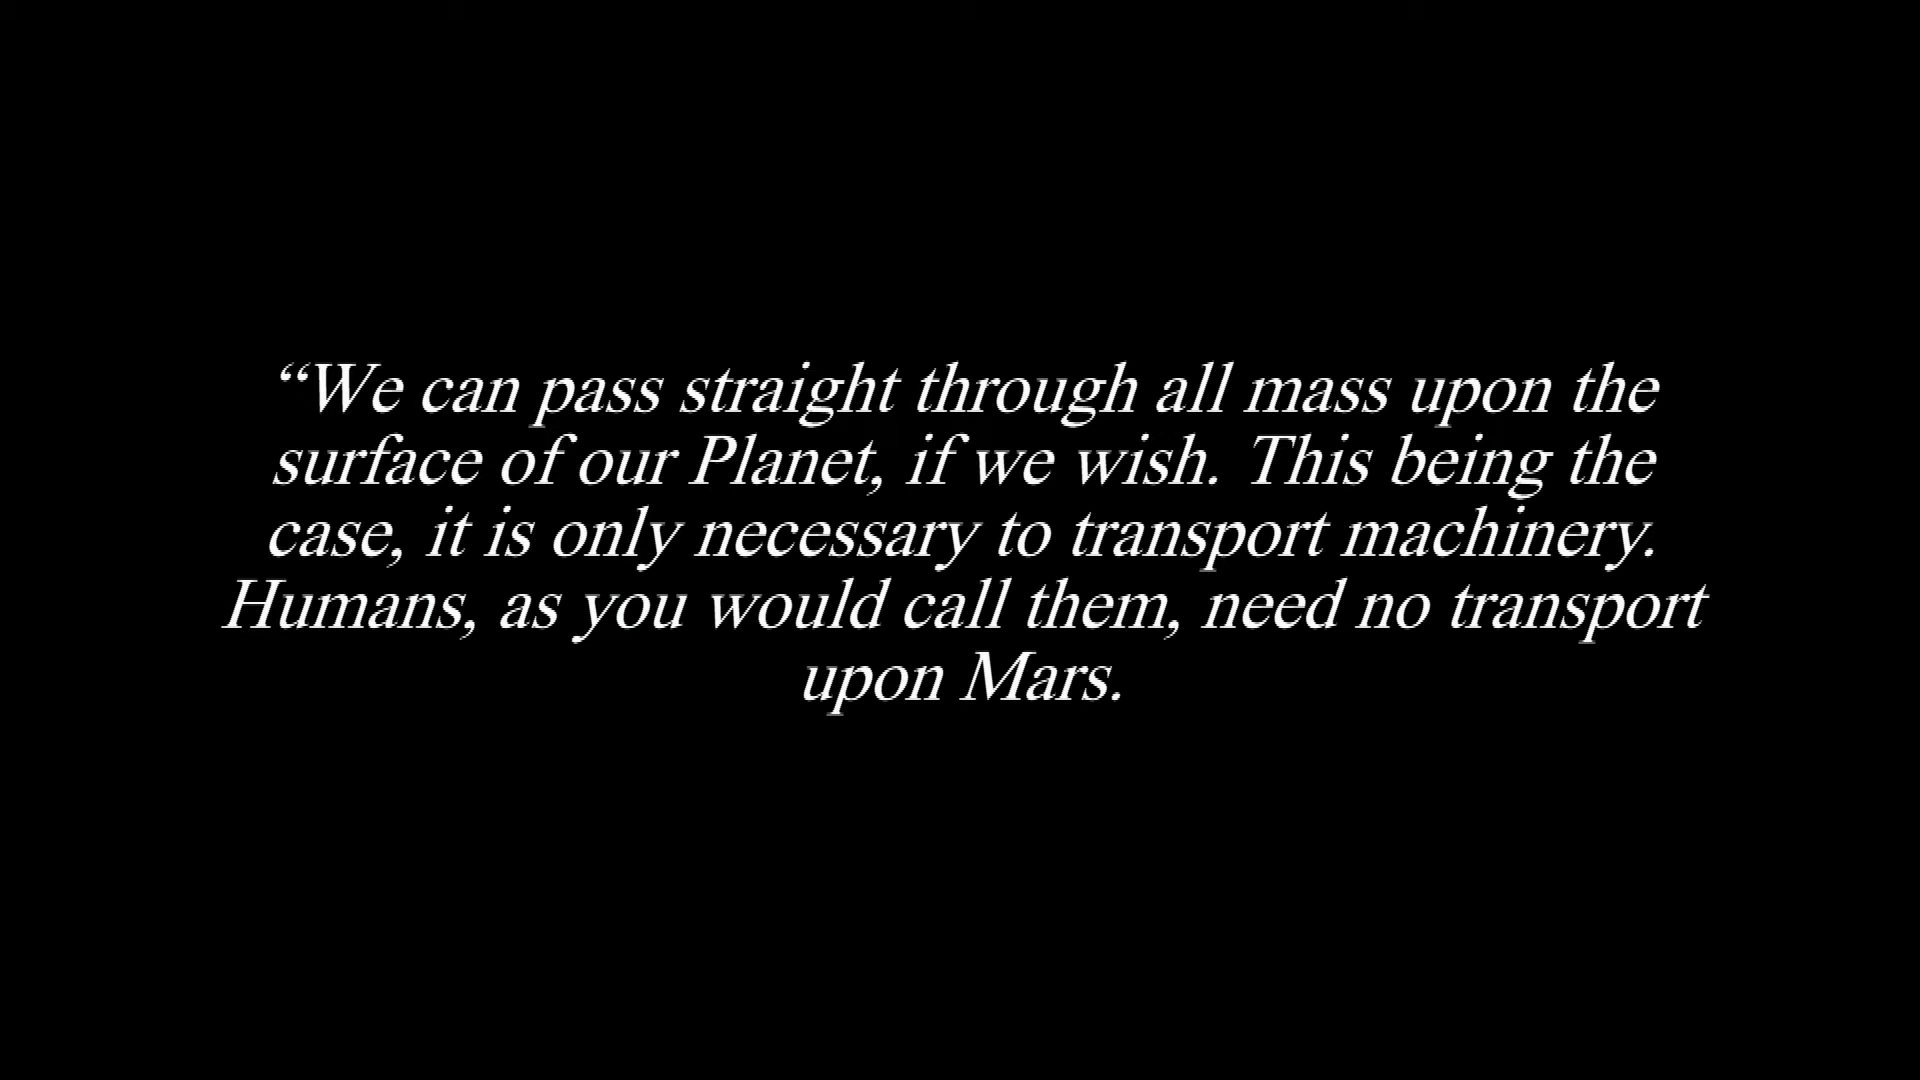 “We can pass straight through all mass upon the
surface of our Planet, if we wish. This being the
case, it is only necessary to transport machinery.
Humans, as you would call them, need no transport
upon Mars.